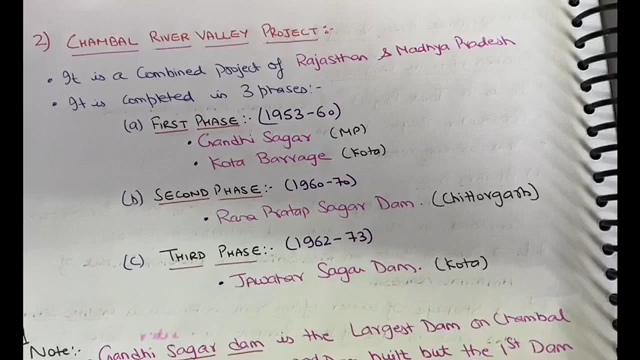 2) CHAMBAL RIVER VALLEY PROJECT:-
• It is a Combined project of Rajasthan & Madhya Pradesh
• It is completed in 3 phases:-
(a) FIRST PHASE:- (1953-60)
• Gandhi Sagar (MP)
• Kota Barrage (Kota)
(b) SECOND PHASE:- (1960-70)
• Rana Pratap Sagar Dam. (Chittorgarh)
(c) THIRD PHASE:- (1962-73)
• Jawahar Sagar Dam. (Kota)
Note:- Gandhi Sagar dam is the Largest Dam on Chambal
built but the 1st Dam